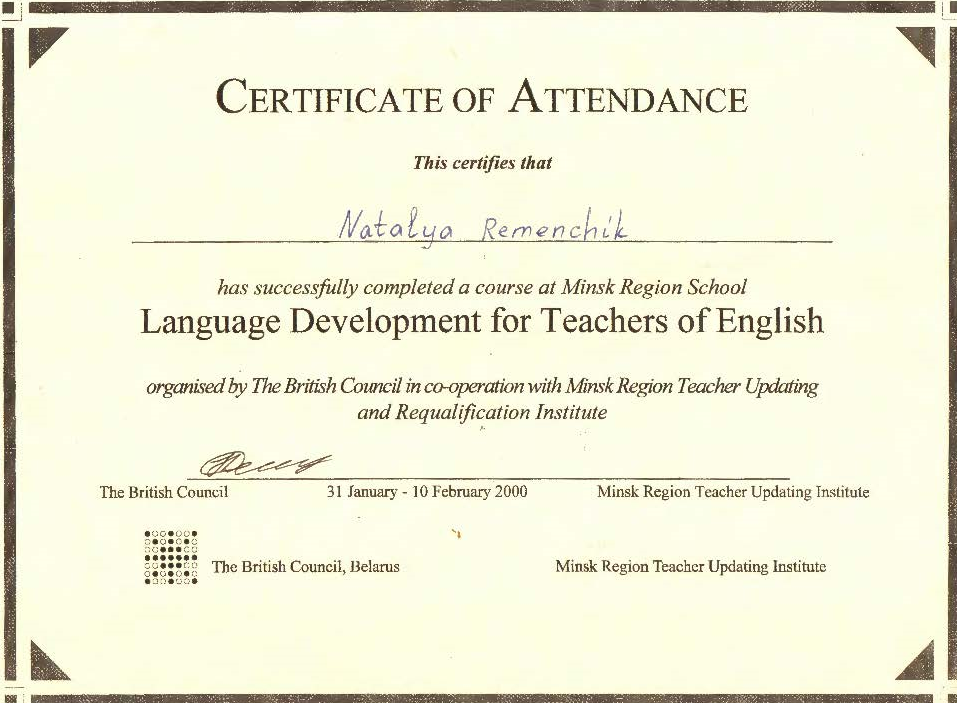 CERTIFICATE OF ATTENDANCE
This certifies that
Natalya Remenchik
has successfully completed a course at Minsk Region School
Language Development for Teachers of English
organised by The British Council in co-operation with Minsk Region Teacher Updating
and Requalification Institute
The British Council 31 January - 10 February 2000 Minsk Region Teacher Updating Institute
The British Council, Belarus Minsk Region Teacher Updating Institute